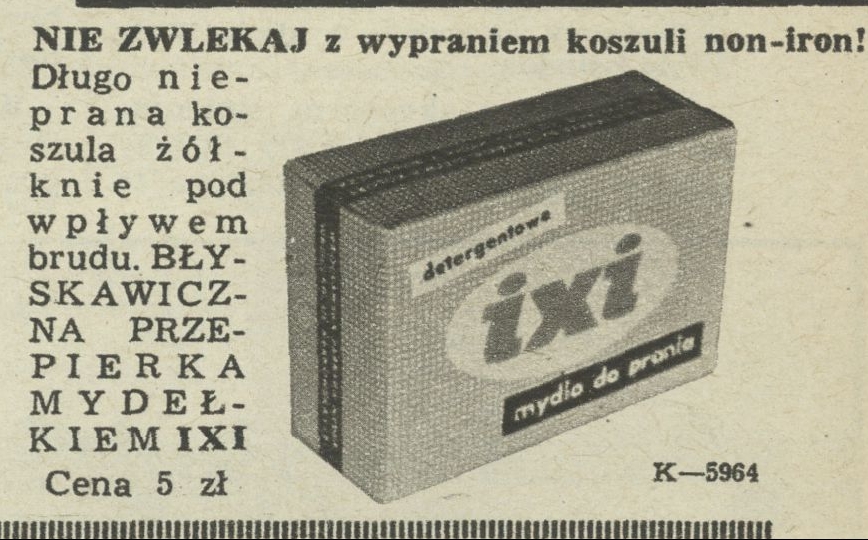 NIE ZWLEKAJ z wypraniem koszuli non-iron!
Długo nie-
prana ko-
szula żół-
knie pod
wpływem
brudu. BŁY-
SKAWICZ-
NA PRZE-
PIERKA
MYDEŁ-
KIEM IXI
Cena 5 zł
detergentowe
ixi
mydło do prania
K—5964